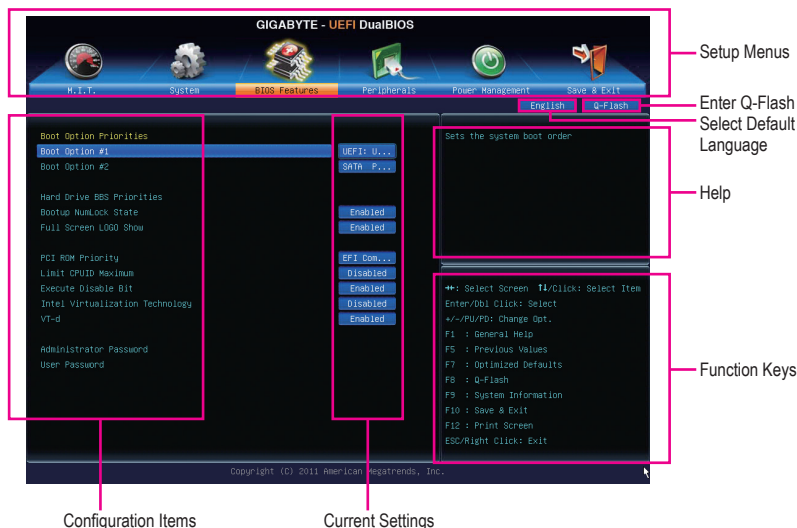 GIGABYTE - UEFI DualBIOS
M.I.T. System BIOS Features Peripherals Power Management Save & Exit
Setup Menus
English Q-Flash
Enter Q-Flash
Select Default
Language
Boot Option Priorities
Boot Option #1 UEFI: U...
Boot Option #2 SATA P...
Hard Drive BBS Priorities
Bootup NumLock State Enabled
Full Screen LOGO Show Enabled
PCI ROM Priority EFI Com...
Limit CPUID Maximum Disabled
Execute Disable Bit Enabled
Intel Virtualization Technology Disabled
VT-d Enabled
Administrator Password
User Password
Sets the system boot order
Help
→←: Select Screen ↑↓/Click: Select Item
Enter/Dbl Click: Select
+/-/PU/PD: Change Opt.
F1 : General Help
F5 : Previous Values
F7 : Optimized Defaults
F8 : Q-Flash
F9 : System Information
F10 : Save & Exit
F12 : Print Screen
ESC/Right Click: Exit
Function Keys
Copyright (C) 2011 American Megatrends, Inc.
Configuration Items
Current Settings